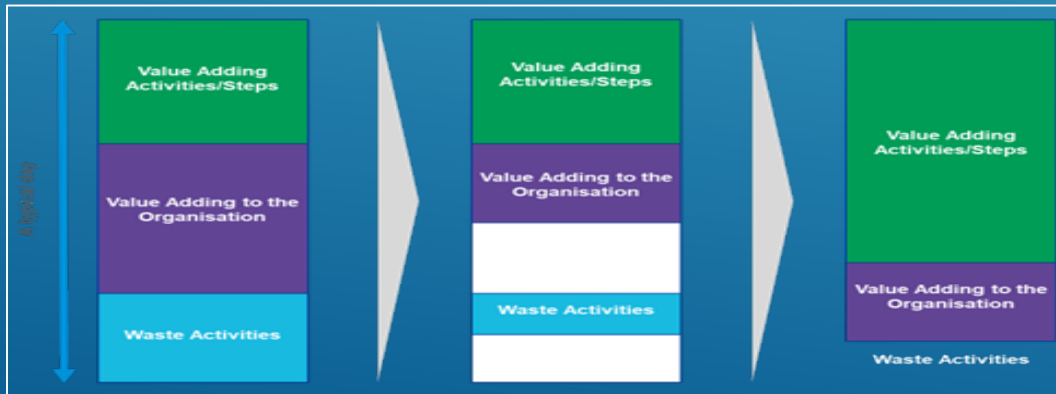 Value Adding
Activities/Steps
Value Adding to the
Organisation
Waste Activities
Value Adding
Activities/Steps
Value Adding to the
Organisation
Waste Activities
Value Adding
Activities/Steps
Value Adding to the
Organisation
Waste Activities